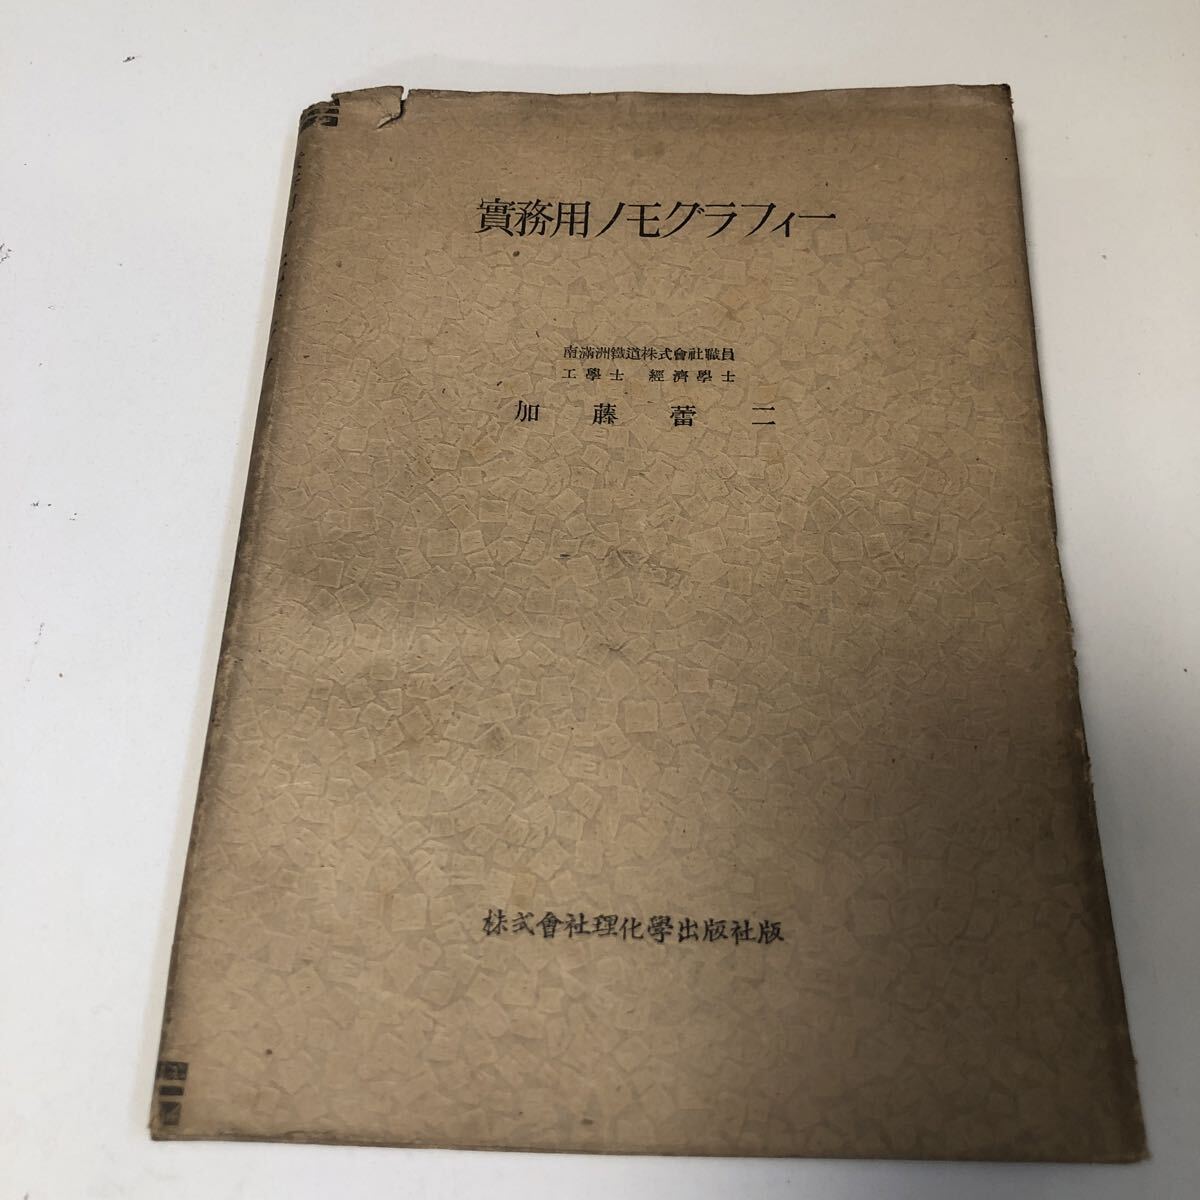 實務用ノモグラフィー
南滿洲鐵道株式會社職員
工學士 經濟學士
加藤蕾二
株式會社理化學出版社版